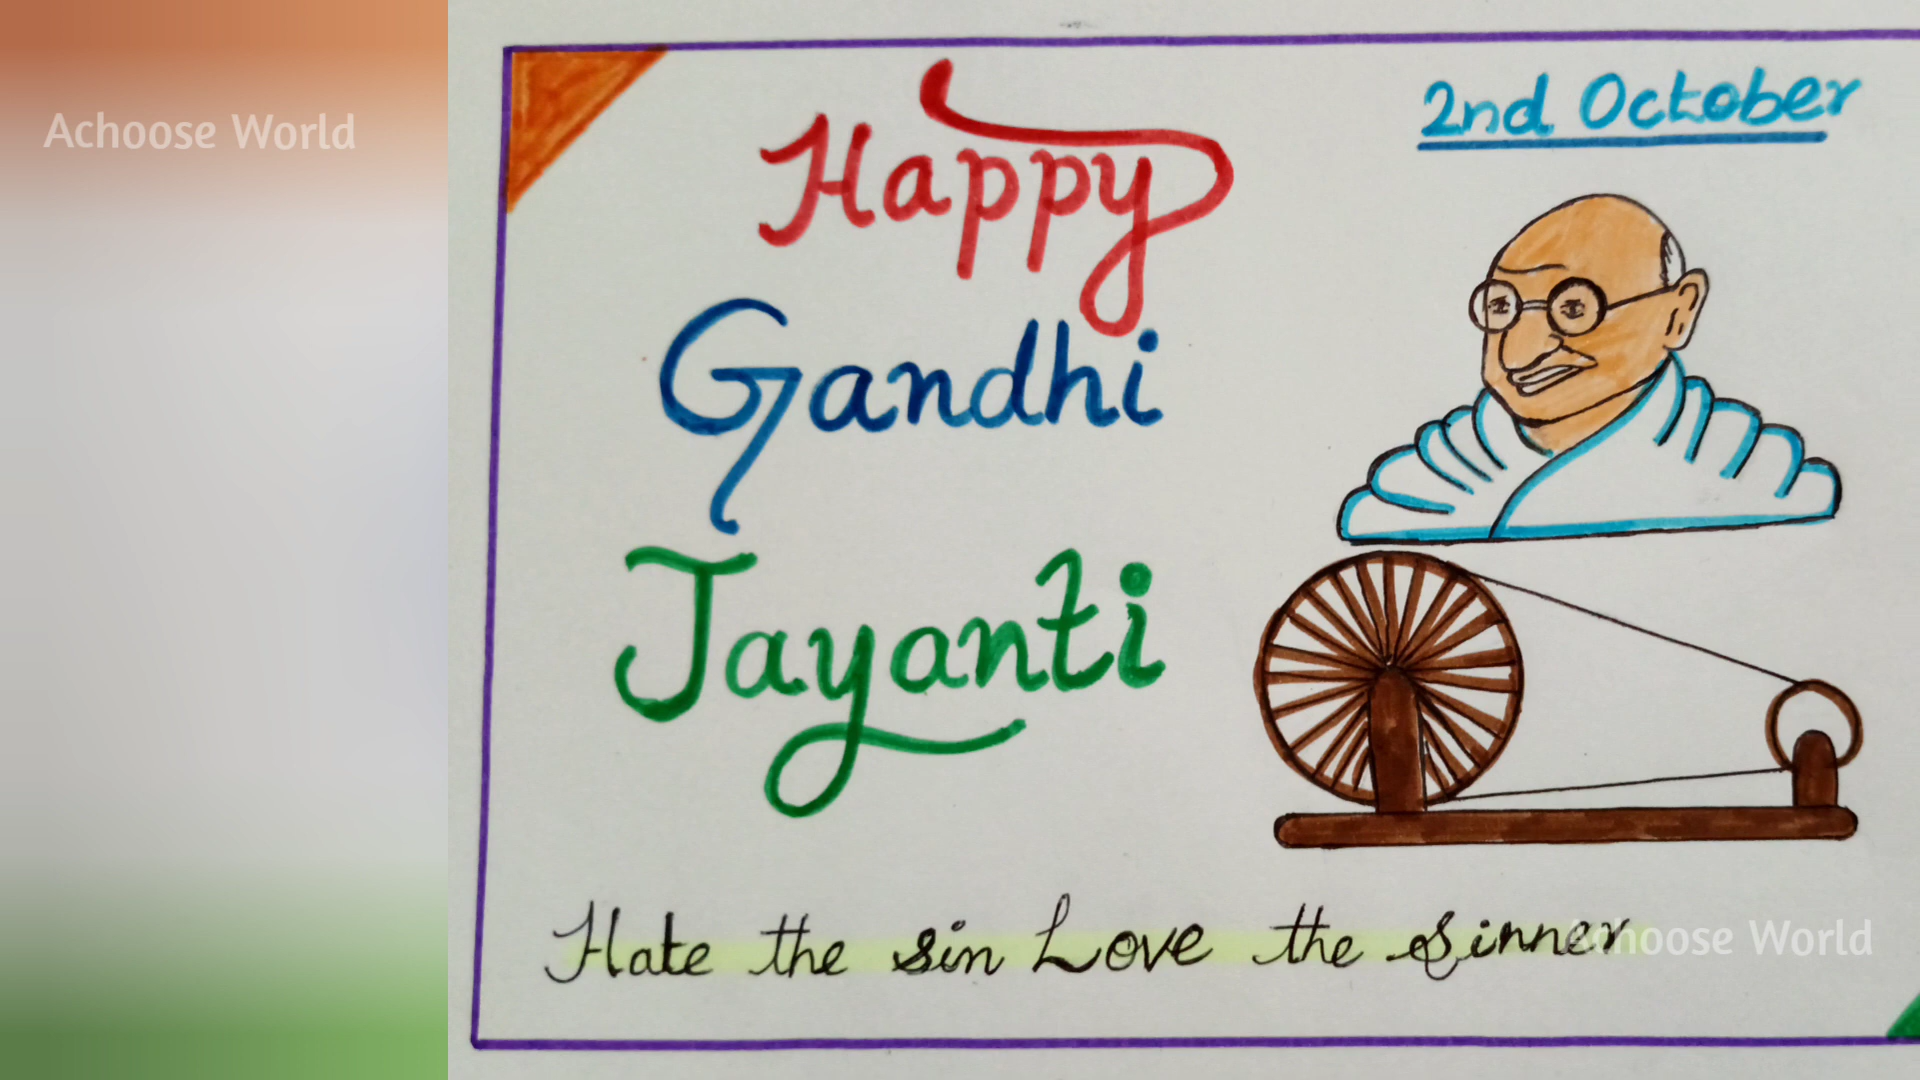 Achoose World
2nd October
Happy
Gandhi
Jayanti
Hate the sin Love the sinner
Achoose World